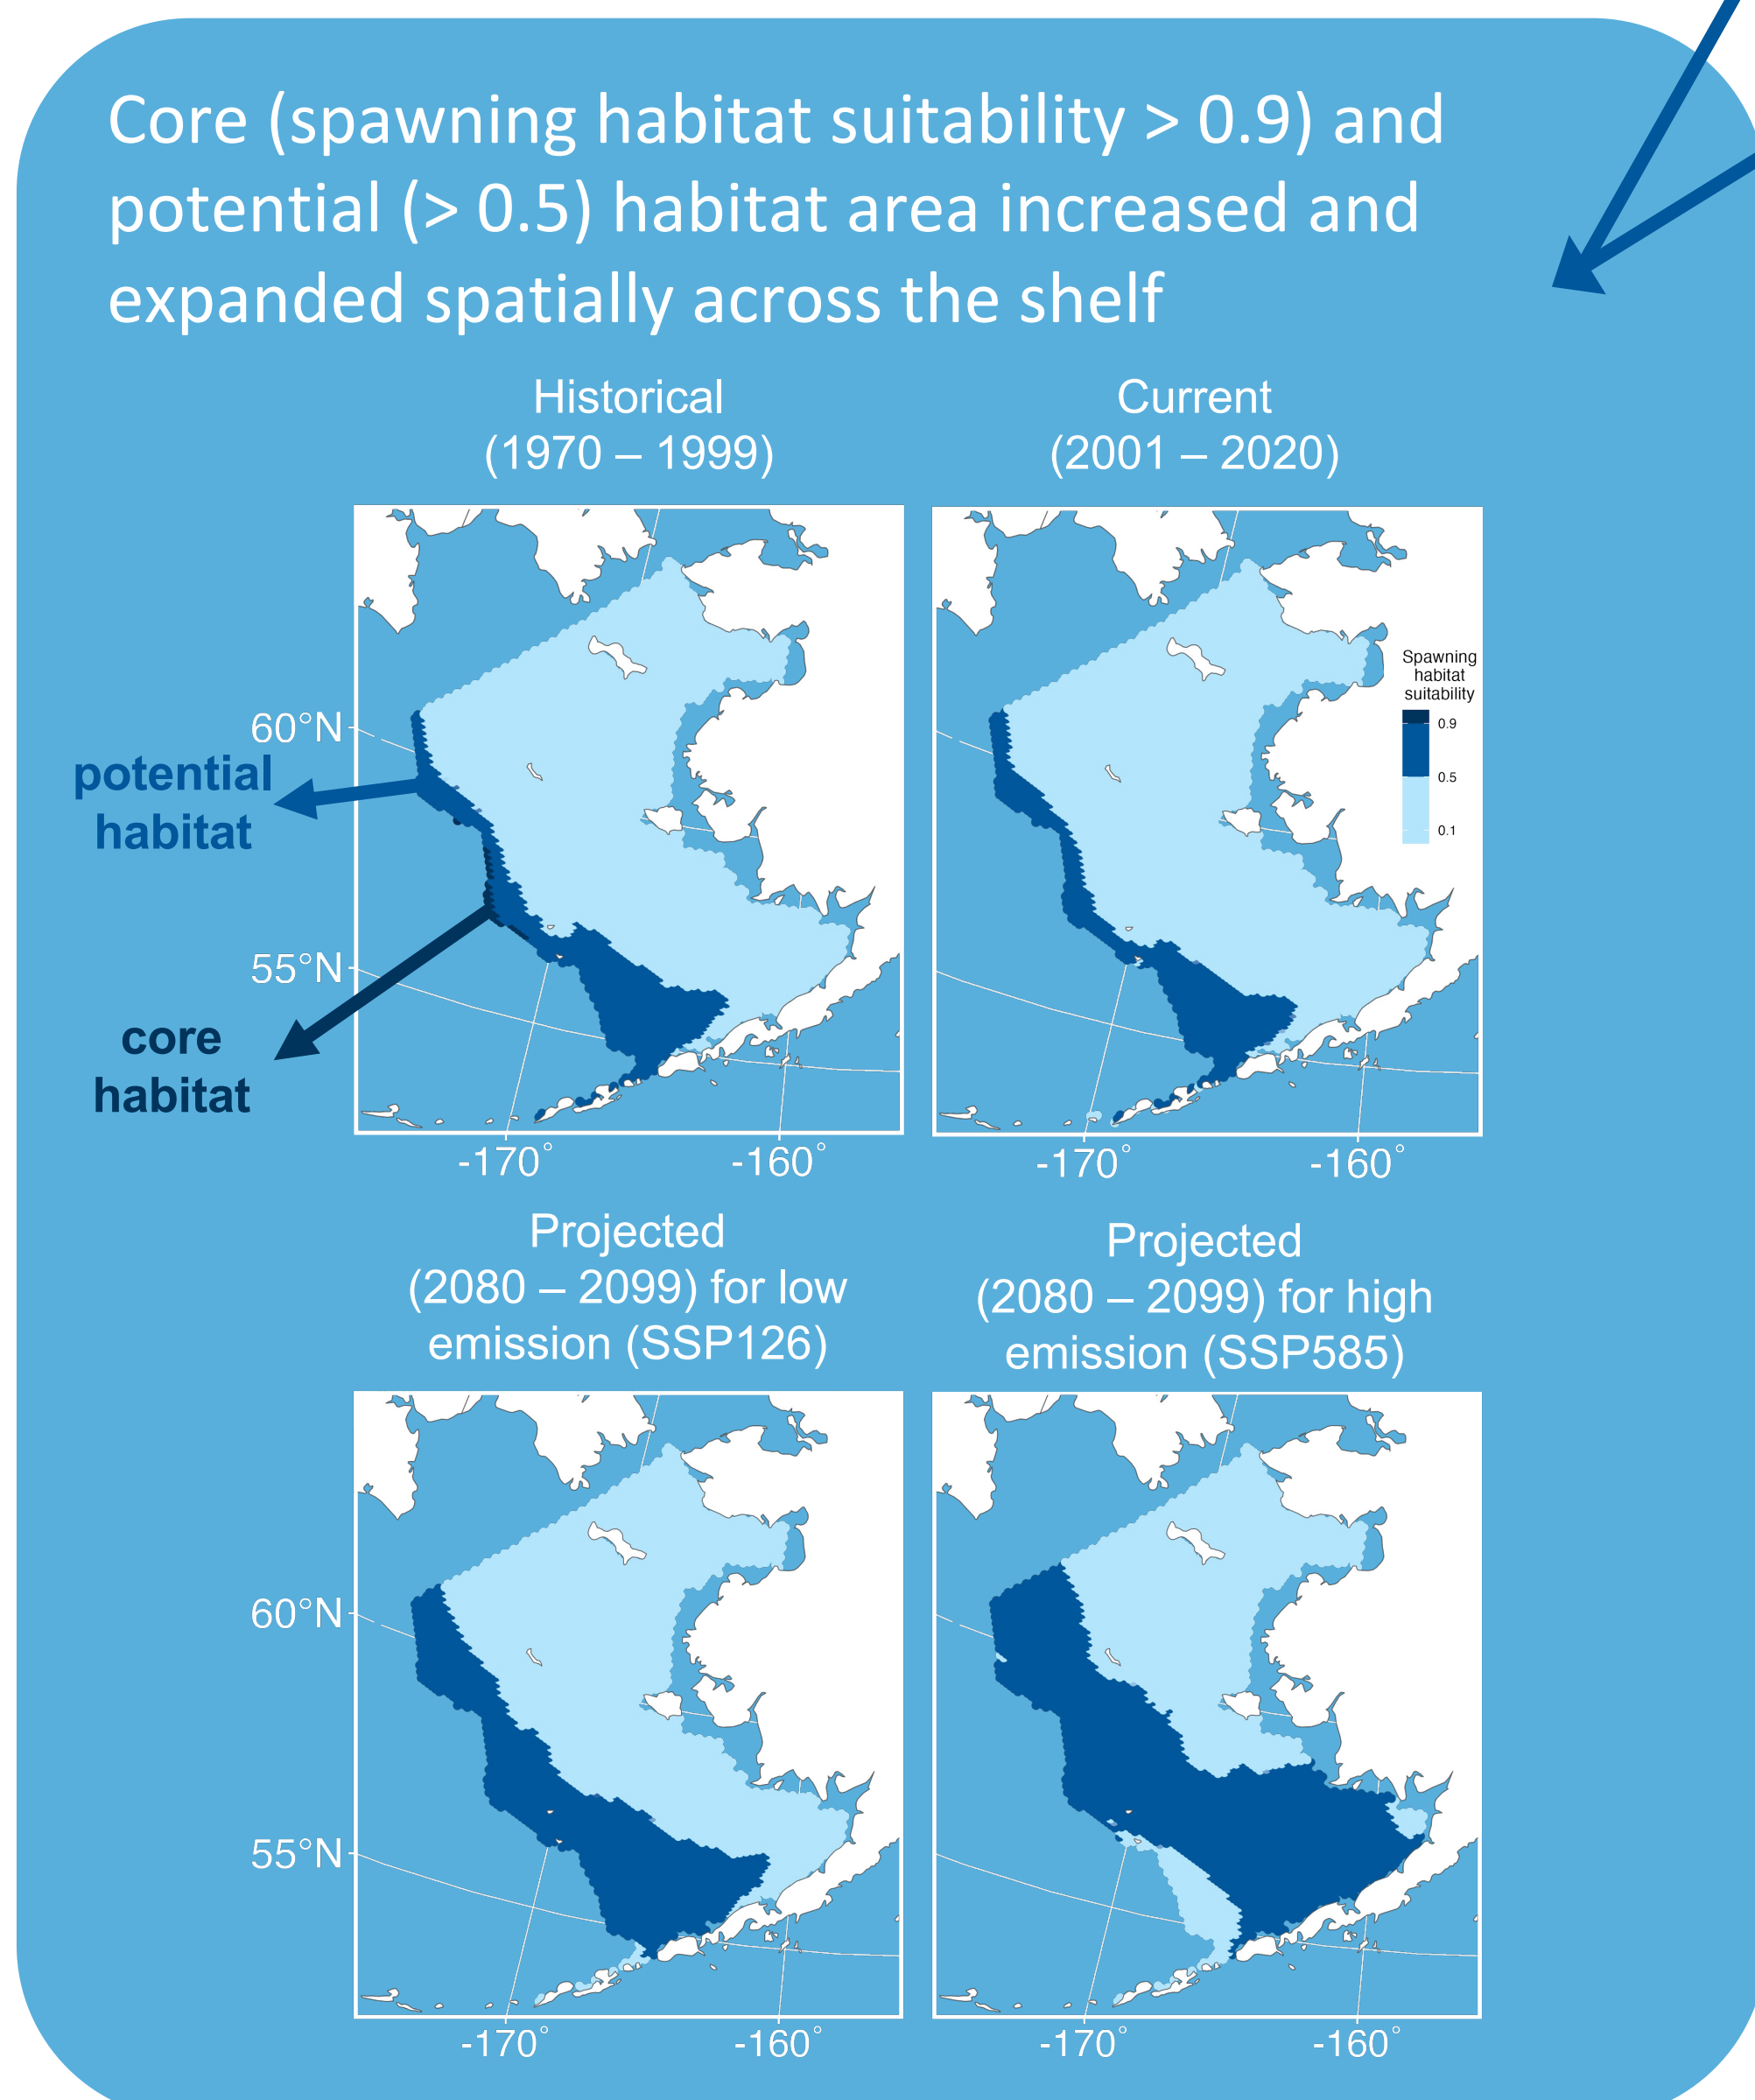 Core (spawning habitat suitability > 0.9) and
potential (> 0.5) habitat area increased and
expanded spatially across the shelf
Historical
(1970 – 1999)
Current
(2001 – 2020)
Spawning
habitat
suitability
0.9
0.5
0.1
60°N
55°N
potential
habitat
core
habitat
-170°
-160°
-170°
-160°
Projected
(2080 – 2099) for low
emission (SSP126)
Projected
(2080 – 2099) for high
emission (SSP585)
60°N
55°N
-170°
-160°
-170°
-160°